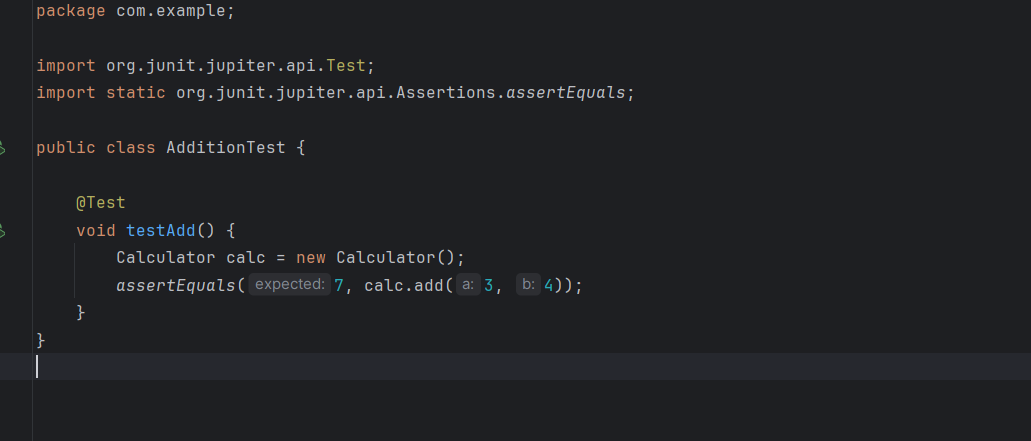 package com.example;
import org.junit.jupiter.api.Test;
import static org.junit.jupiter.api.Assertions.assertEquals;
public class AdditionTest {
@Test
void testAdd() {
Calculator calc = new Calculator();
assertEquals( expected: 7, calc.add( a: 3, b: 4));
}
}